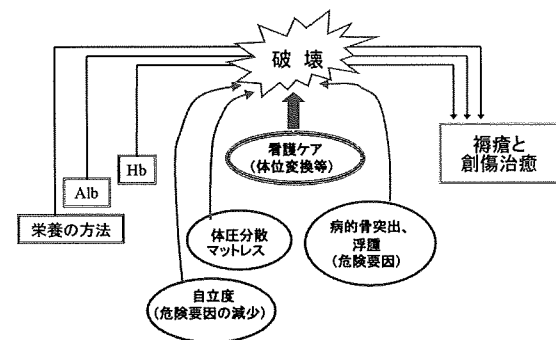 破 壊
看護ケア
(体位変換等)
褥瘡と
創傷治癒
Hb
Alb
栄養の方法
体圧分散
マットレス
病的骨突出、
浮腫
(危険要因)
自立度
(危険要因の減少)